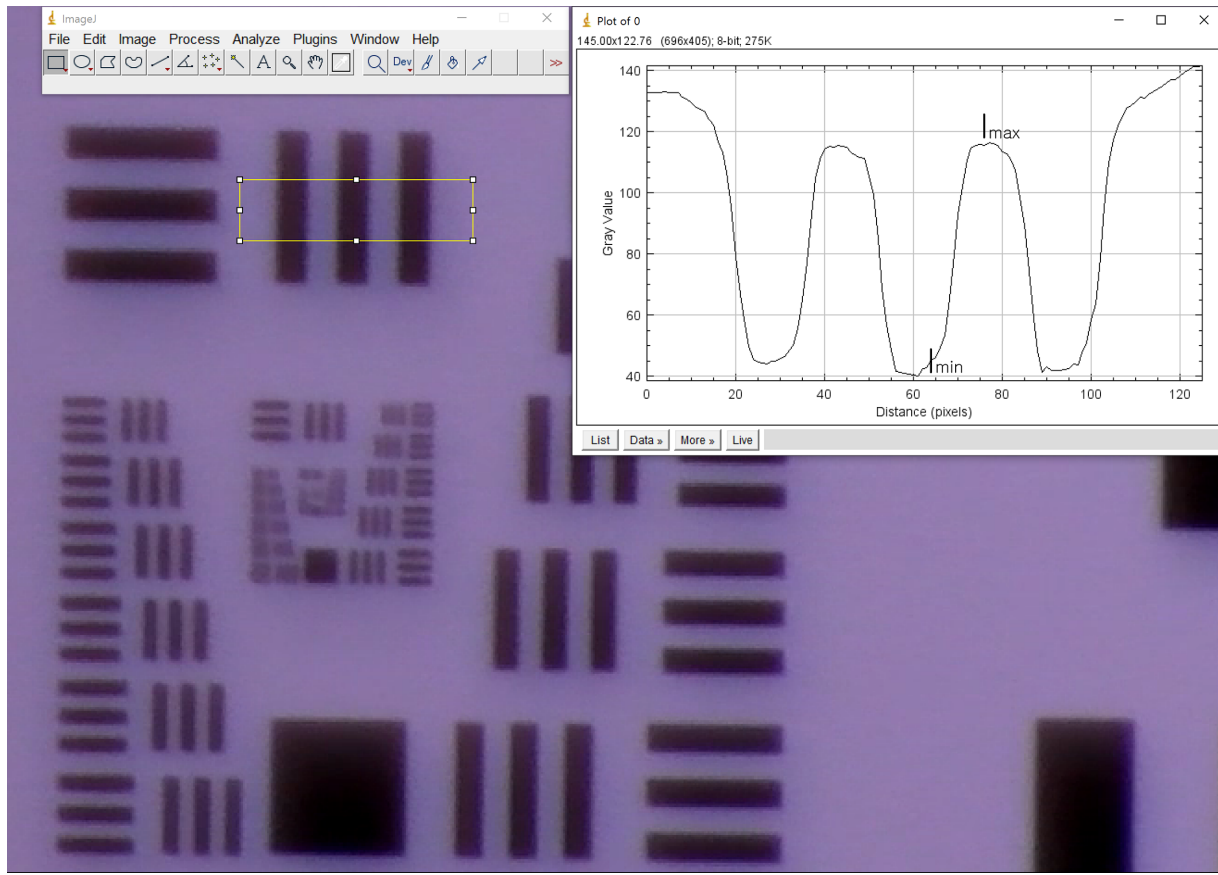 ImageJ
File Edit Image Process Analyze Plugins Window Help
A Dev >>
Plot of 0
145.00x122.76 (696x405); 8-bit; 275K
140
120
100
80
60
40
Gray Value
I max
I min
0 20 40 60 80 100 120
Distance (pixels)
List Data » More » Live